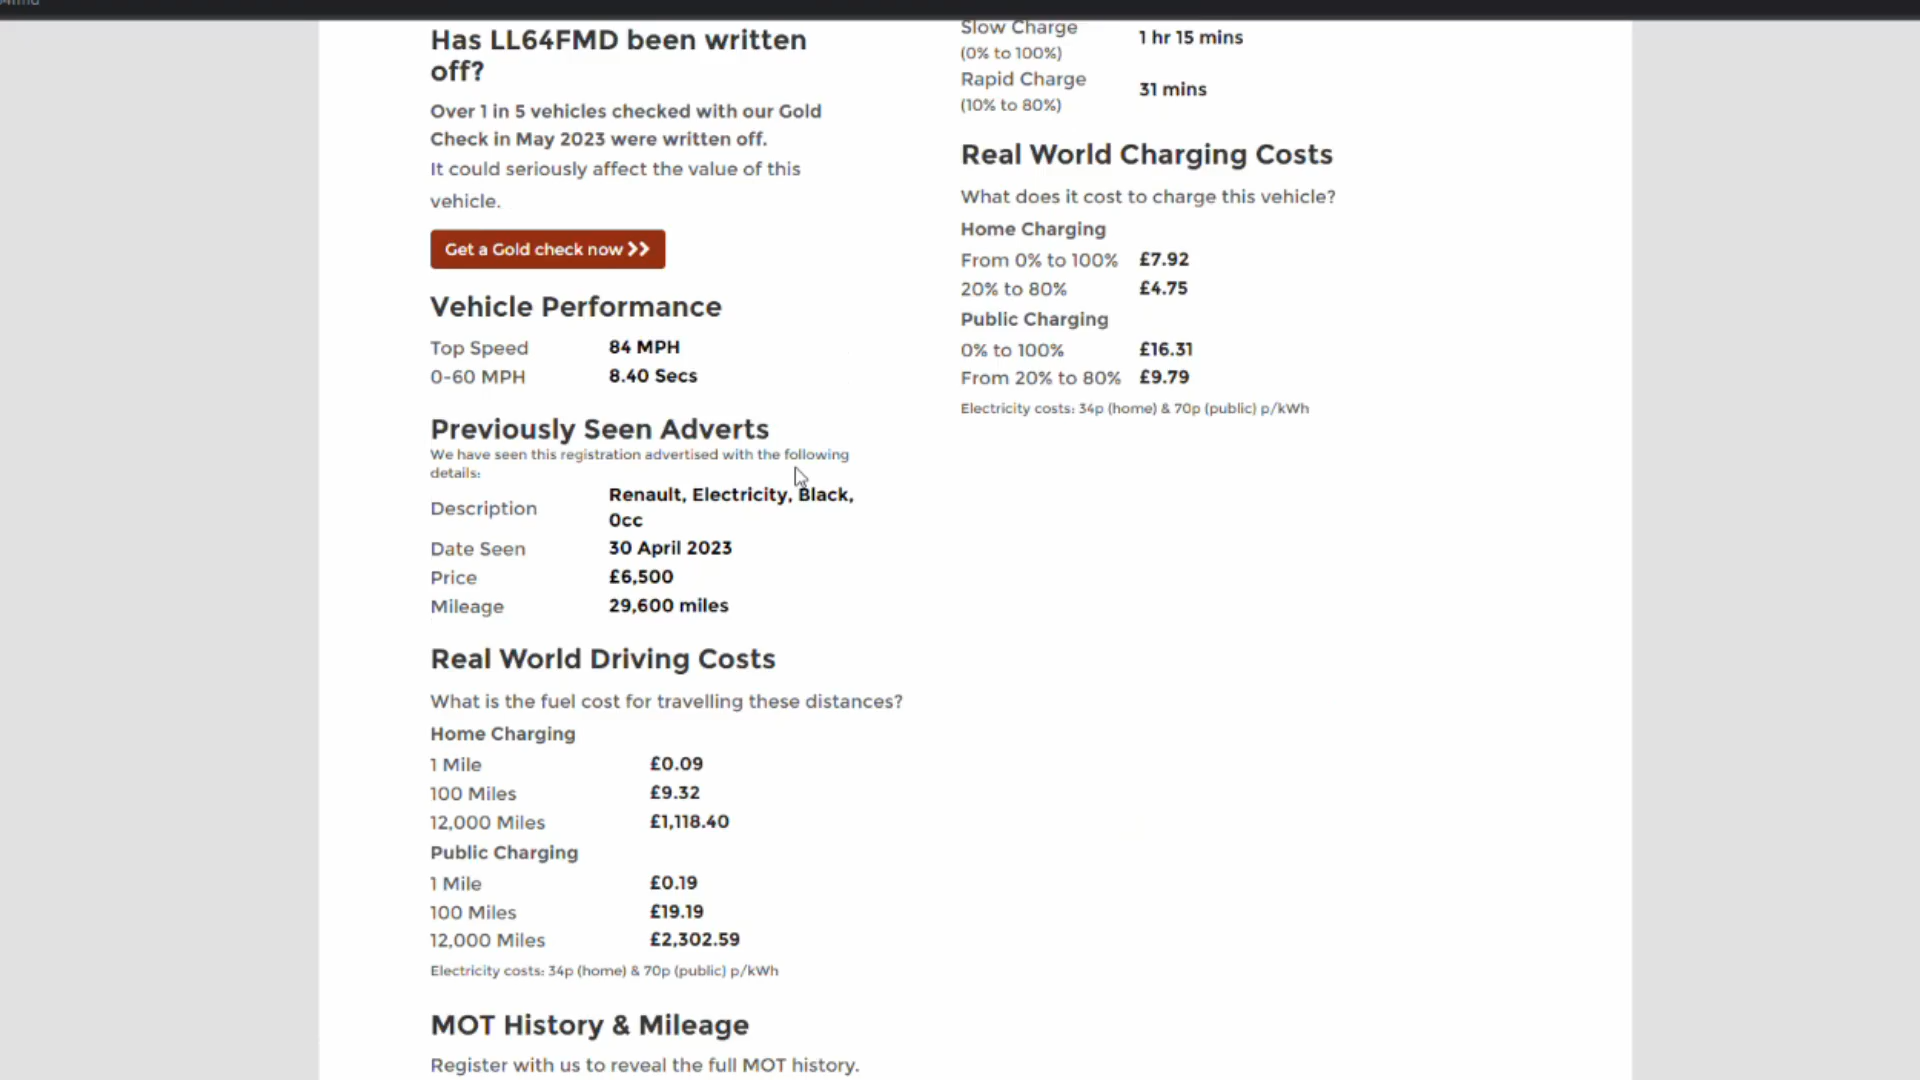 Has LL64FMD been written
off?
Over 1 in 5 vehicles checked with our Gold
Check in May 2023 were written off.
It could seriously affect the value of this
vehicle.
Get a Gold check now
Vehicle Performance
Top Speed 84 MPH
0-60 MPH 8.40 Secs
Previously Seen Adverts
We have seen this registration advertised with the following
details:
Description Renault, Electricity, Black,
0cc
Date Seen 30 April 2023
Price £6,500
Mileage 29,600 miles
Real World Driving Costs
What is the fuel cost for travelling these distances?
Home Charging
1 Mile £0.09
100 Miles £9.32
12,000 Miles £1,118.40
Public Charging
1 Mile £0.19
100 Miles £19.19
12,000 Miles £2,302.59
Electricity costs: 34p (home) & 70p (public) p/kWh
MOT History & Mileage
Register with us to reveal the full MOT history.
Slow Charge
(0% to 100%) 1 hr 15 mins
Rapid Charge
(10% to 80%) 31 mins
Real World Charging Costs
What does it cost to charge this vehicle?
Home Charging
From 0% to 100% £7.92
20% to 80% £4.75
Public Charging
0% to 100% £16.31
From 20% to 80% £9.79
Electricity costs: 34p (home) & 70p (public) p/kWh